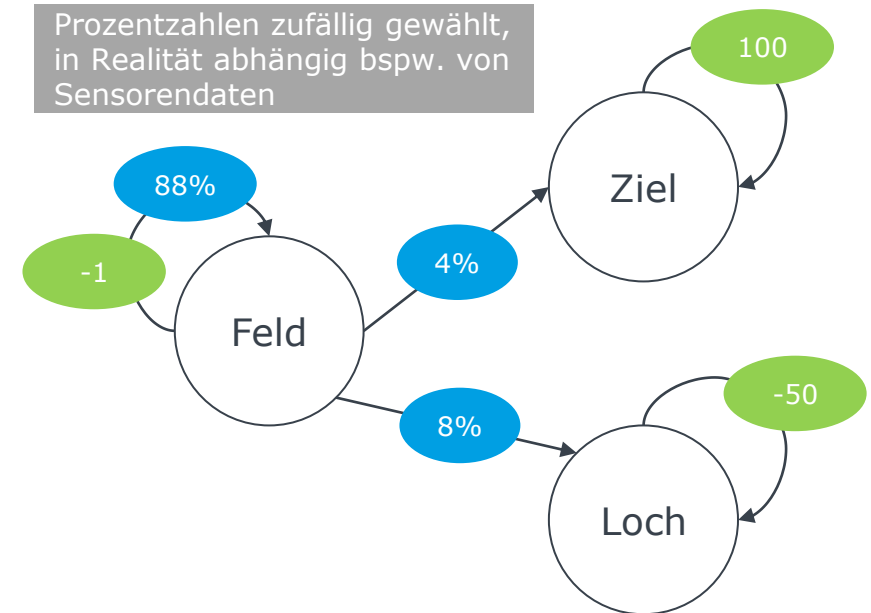 Prozentzahlen zufällig gewählt,
in Realität abhängig bspw. von
Sensorendaten
100
Ziel
88%
-1
4%
Feld
-50
8%
Loch